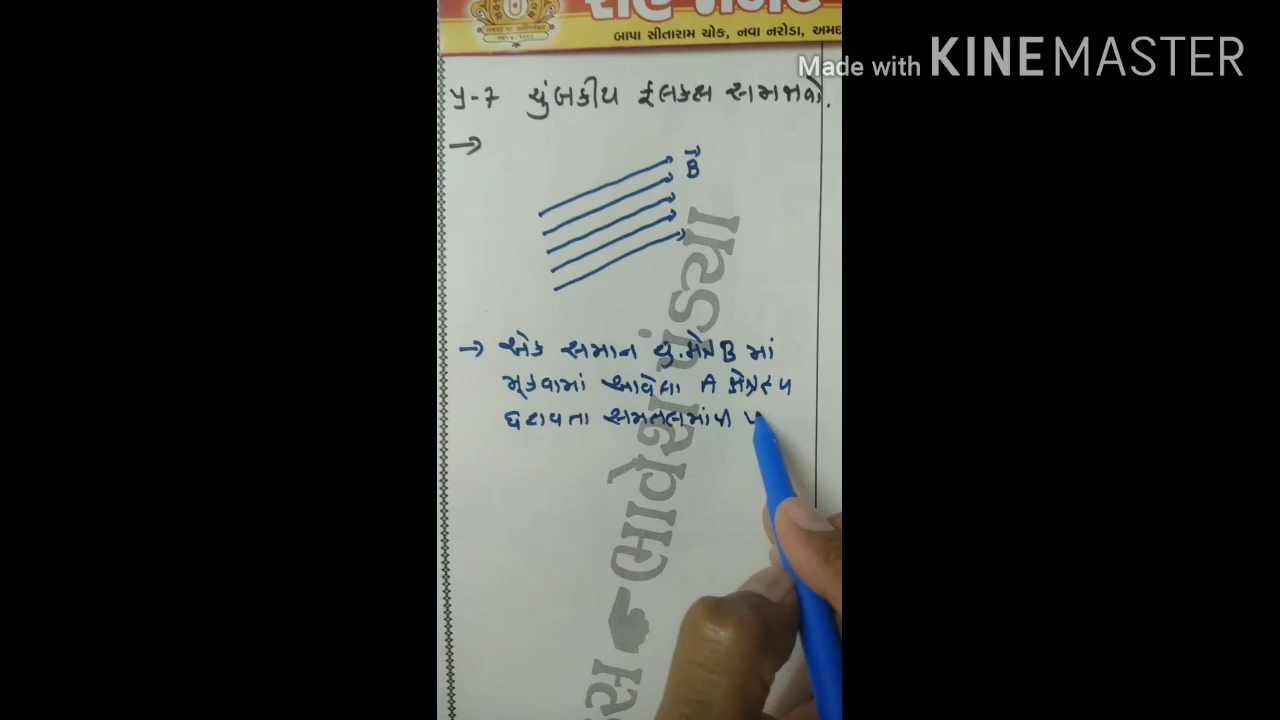 બાપા સીતારામ ચોક, નવા નરોડા, અમદા
Made with KINEMASTER
પ્ર-7 ચુંબકીય ફ્લક્સ સમજાવો.
→
B
→ એક સમાન ચુ.ક્ષેત્ર B માં
મૂકવામાં આવેલા A ક્ષેત્રફળ
ધરાવતા સમતલમાંથી પ
ભાવેશ પંડ્યા